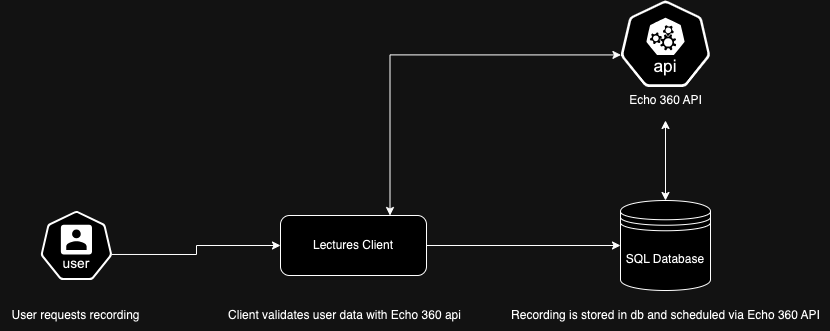 api
Echo 360 API
user
Lectures Client
SQL Database
User requests recording
Client validates user data with Echo 360 api
Recording is stored in db and scheduled via Echo 360 API